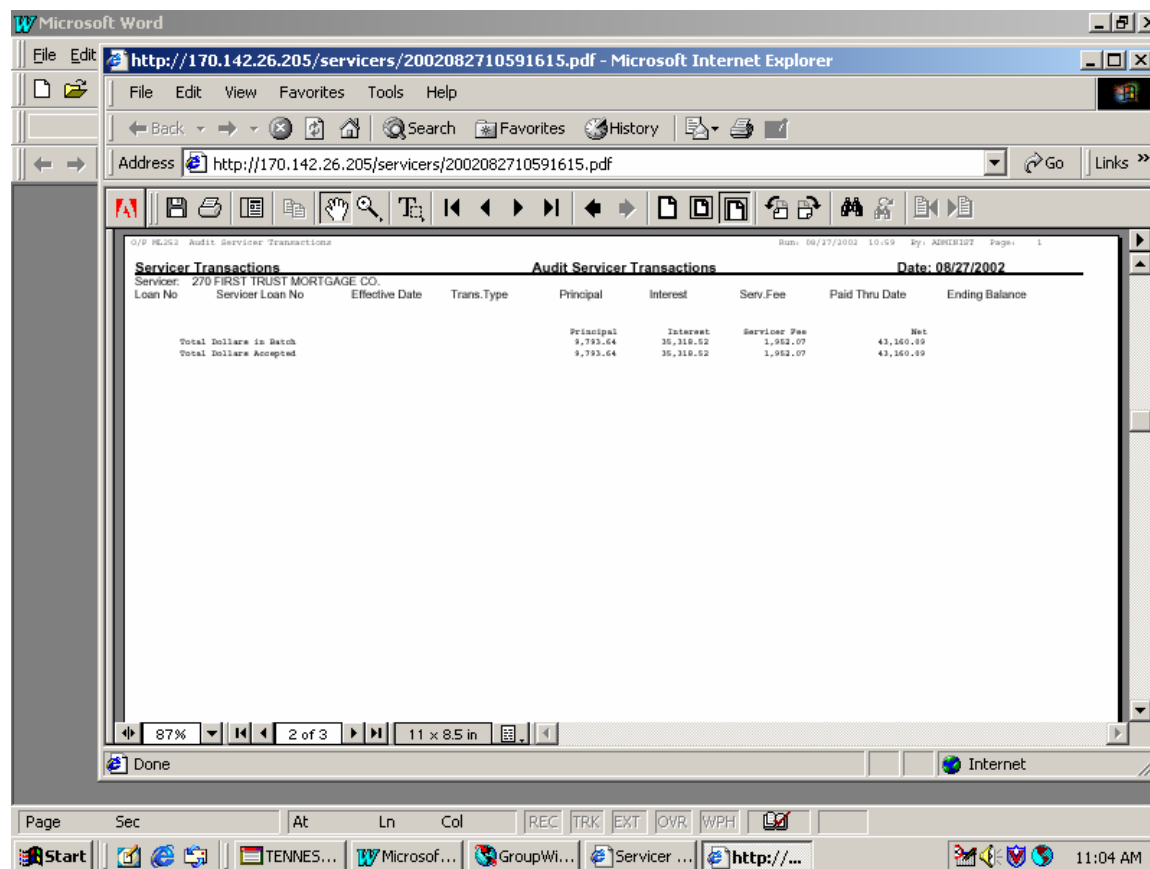 Microsoft Word
File Edit
http://170.142.26.205/servicers/2002082710591615.pdf - Microsoft Internet Explorer
File Edit View Favorites Tools Help
Back Search Favorites History
Address http://170.142.26.205/servicers/2002082710591615.pdf Go Links »
O/P ML252 Audit Servicer Transactions Run: 08/27/2002 10:59 By: ADMINIST Page: 1
Servicer Transactions Audit Servicer Transactions Date: 08/27/2002
Servicer: 270 FIRST TRUST MORTGAGE CO.
Loan No Servicer Loan No Effective Date Trans.Type Principal Interest Serv.Fee Paid Thru Date Ending Balance
Principal Interest Servicer Fee Net
Total Dollars in Batch 9,793.64 35,318.52 1,952.07 43,160.09
Total Dollars Accepted 9,793.64 35,318.52 1,952.07 43,160.09
87% 2 of 3 11 x 8.5 in
Done Internet
Page Sec At Ln Col REC TRK EXT OVR WPH
Start TENNES... Microsof... GroupWi... Servicer ... http://... 11:04 AM